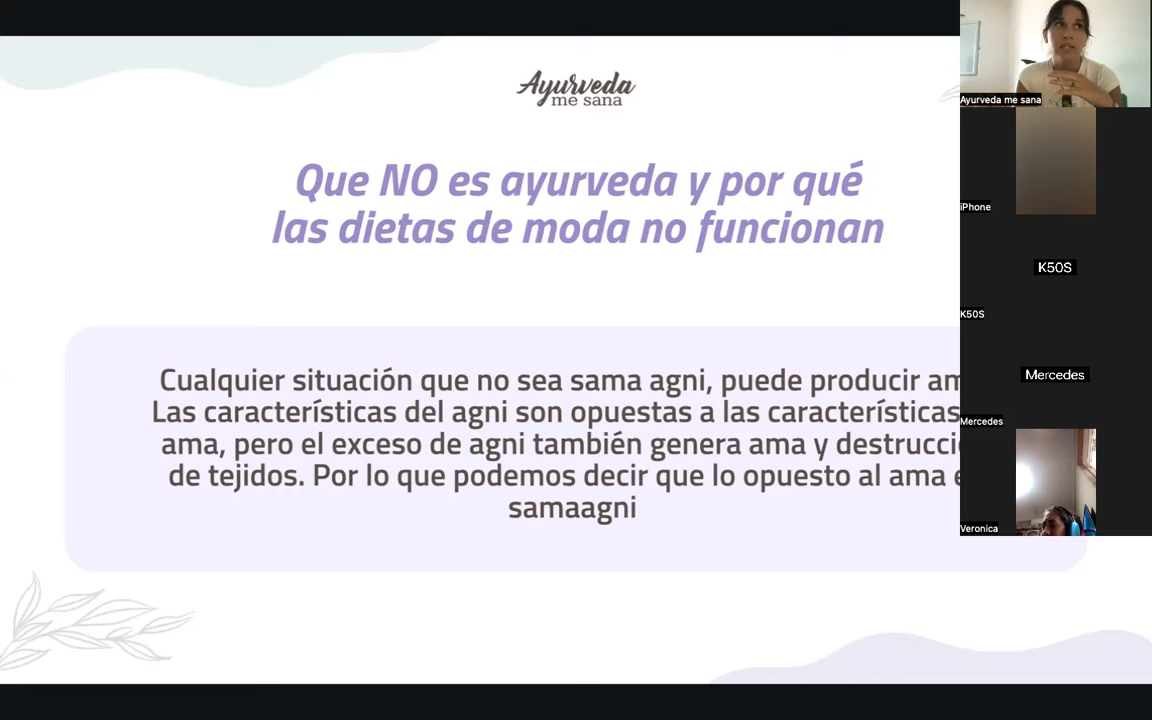 Ayurveda
me sana
Que NO es ayurveda y por qué
las dietas de moda no funcionan
Cualquier situación que no sea sama agni, puede producir
Las características del agni son opuestas a las características
ama, pero el exceso de agni también genera ama y
de tejidos. Por lo que podemos decir que lo opuesto al ama
samaagni
Ayurveda me sana
iPhone
K50S
K50S
Mercedes
Mercedes
Veronica